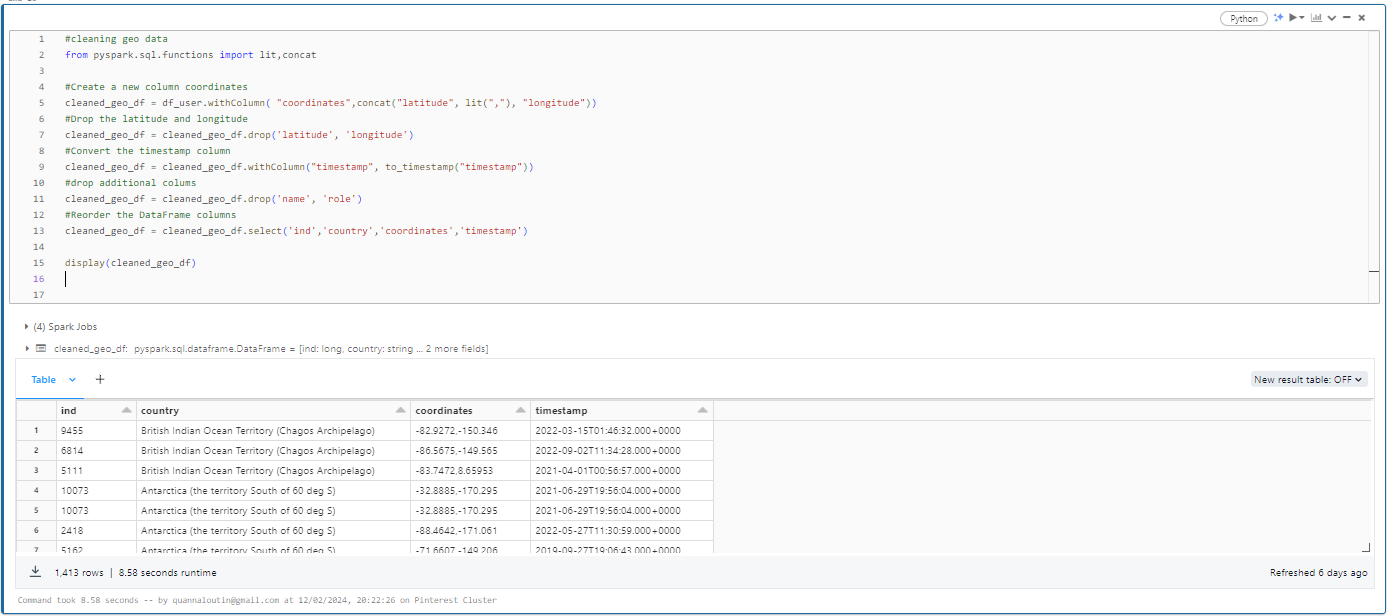 Python
1 #cleaning geo data
2 from pyspark.sql.functions import lit,concat
3
4 #Create a new column coordinates
5 cleaned_geo_df = df_user.withColumn( "coordinates",concat("latitude", lit(","), "longitude"))
6 #Drop the latitude and longitude
7 cleaned_geo_df = cleaned_geo_df.drop('latitude', 'longitude')
8 #Convert the timestamp column
9 cleaned_geo_df = cleaned_geo_df.withColumn("timestamp", to_timestamp("timestamp"))
10 #drop additional colums
11 cleaned_geo_df = cleaned_geo_df.drop('name', 'role')
12 #Reorder the DataFrame columns
13 cleaned_geo_df = cleaned_geo_df.select('ind','country','coordinates','timestamp')
14
15 display(cleaned_geo_df)
16
17
(4) Spark Jobs
cleaned_geo_df: pyspark.sql.dataframe.DataFrame = [ind: long, country: string ... 2 more fields]
Table + New result table: OFF
ind country coordinates timestamp
1 9455 British Indian Ocean Territory (Chagos Archipelago) -82.9272,-150.346 2022-03-15T01:46:32.000+0000
2 6814 British Indian Ocean Territory (Chagos Archipelago) -86.5675,-149.565 2022-09-02T11:34:28.000+0000
3 5111 British Indian Ocean Territory (Chagos Archipelago) -83.7472,8.65953 2021-04-01T00:56:57.000+0000
4 10073 Antarctica (the territory South of 60 deg S) -32.8885,-170.295 2021-06-29T19:56:04.000+0000
5 10073 Antarctica (the territory South of 60 deg S) -32.8885,-170.295 2021-06-29T19:56:04.000+0000
6 2418 Antarctica (the territory South of 60 deg S) -88.4642,-171.061 2022-05-27T11:30:59.000+0000
7 5162 Antarctica (the territory South of 60 deg S) -71.6607,-149.206 2019-09-27T19:06:43.000+0000
1,413 rows | 8.58 seconds runtime Refreshed 6 days ago
Command took 8.58 seconds -- by quannaloutin@gmail.com at 12/02/2024, 20:22:26 on Pinterest Cluster